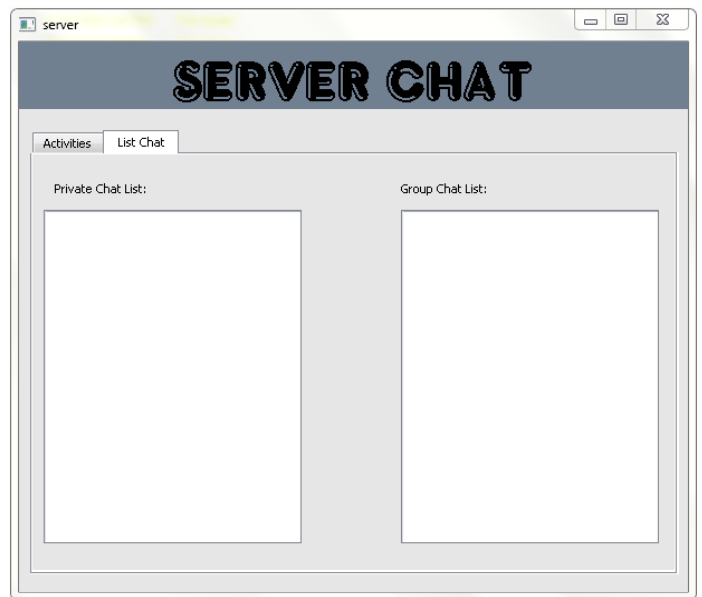 server
SERVER CHAT
Activities
List Chat
Private Chat List:
Group Chat List: